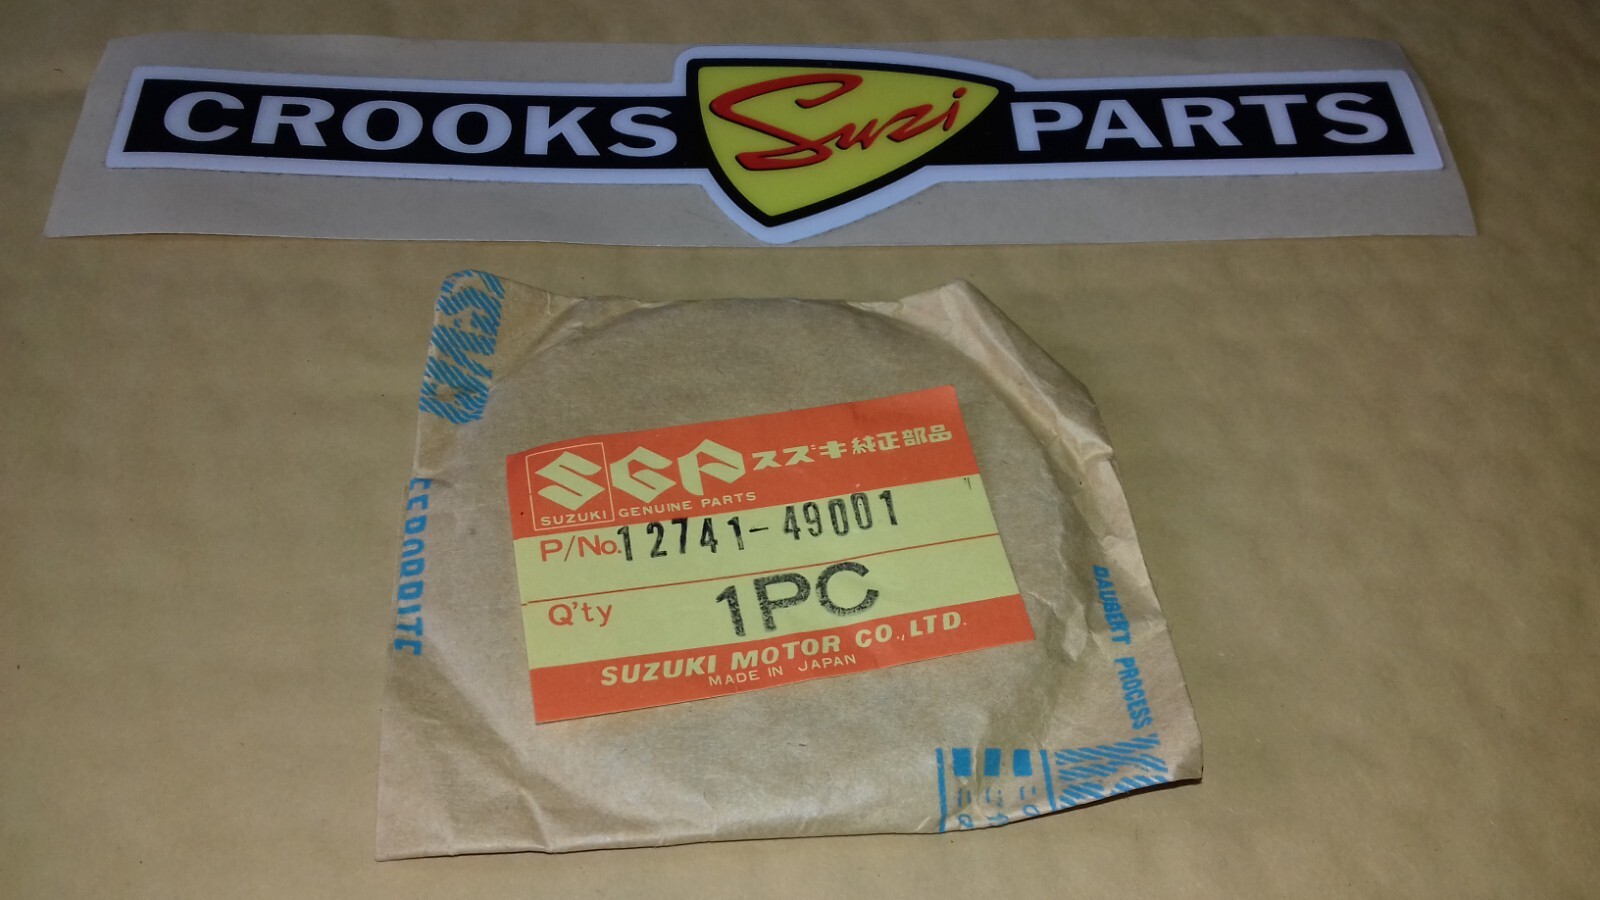 CROOKS Suzi PARTS
SGP スズキ純正部品
SUZUKI GENUINE PARTS
P/No. 12741-49001
Q'ty 1PC
SUZUKI MOTOR CO., LTD.
MADE IN JAPAN
DAUBERT PROCESS